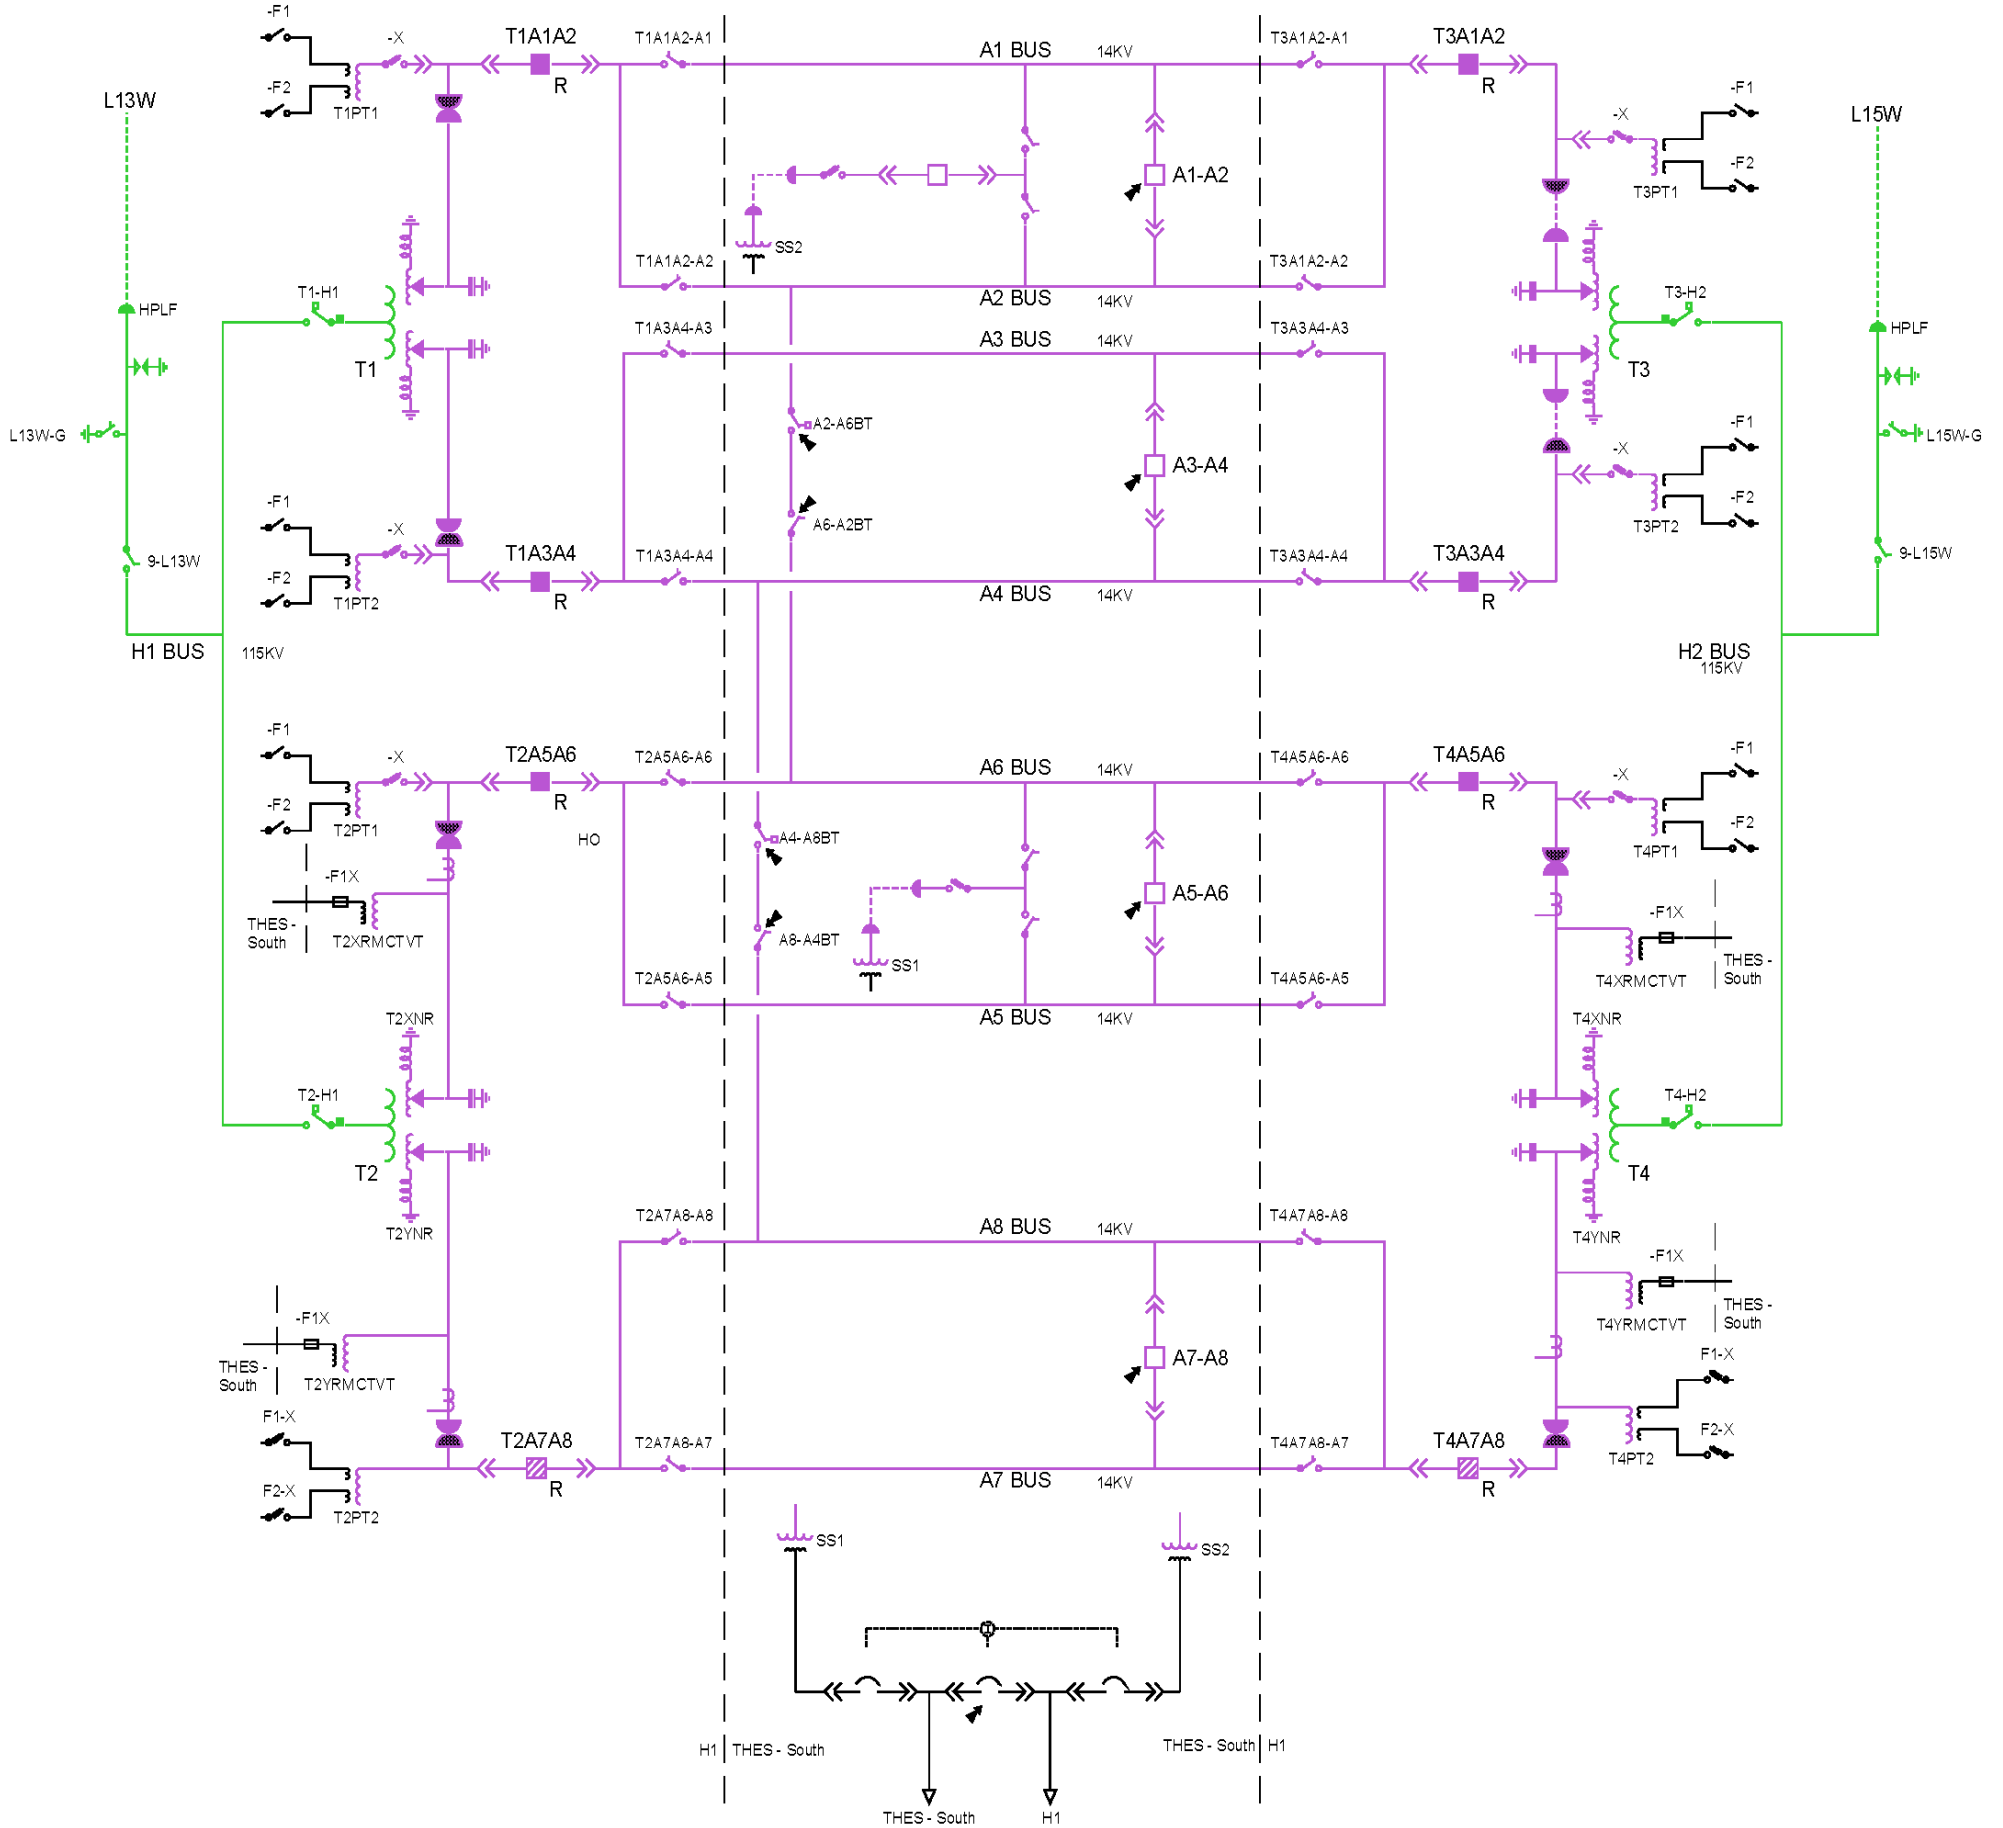 -F1
-X
T1A1A2
T1A1A2-A1
A1 BUS
14KV
T3A1A2-A1
T3A1A2
-F2
T1PT1
R
R
-F1
L13W
L15W
-X
-F2
T3PT1
A1-A2
SS2
T1A1A2-A2
T3A1A2-A2
T1-H1
A2 BUS
14KV
T3-H2
HPLF
HPLF
T1A3A4-A3
A3 BUS
14KV
T3A3A4-A3
T1
T3
A2-A6BT
-F1
L13W-G
L15W-G
-X
A3-A4
-F2
-F1
-X
A6-A2BT
T3PT2
T1A3A4
T1A3A4-A4
T3A3A4-A4
T3A3A4
9-L13W
9-L15W
-F2
T1PT2
R
A4 BUS
14KV
R
H1 BUS
115KV
H2 BUS
115KV
-F1
-X
T2A5A6
T2A5A6-A6
A6 BUS
14KV
T4A5A6-A6
T4A5A6
-F1
-X
-F2
T2PT1
R
R
-F2
HO
A4-A8BT
T4PT1
-F1X
A5-A6
-F1X
THES -
South
T2XRMCTVT
A8-A4BT
SS1
THES -
South
T4XRMCTVT
T2A5A6-A5
T4A5A6-A5
T2XNR
A5 BUS
14KV
T4XNR
T2-H1
T4-H2
T2
T4
T2YNR
T2A7A8-A8
A8 BUS
14KV
T4A7A8-A8
T4YNR
-F1X
-F1X
THES -
South
T4YRMCTVT
THES -
South
T2YRMCTVT
A7-A8
F1-X
F1-X
T2A7A8
T2A7A8-A7
T4A7A8-A7
T4A7A8
F2-X
T4PT2
F2-X
T2PT2
R
A7 BUS
14KV
R
SS1
SS2
H1
THES - South
THES - South
H1
THES - South
H1